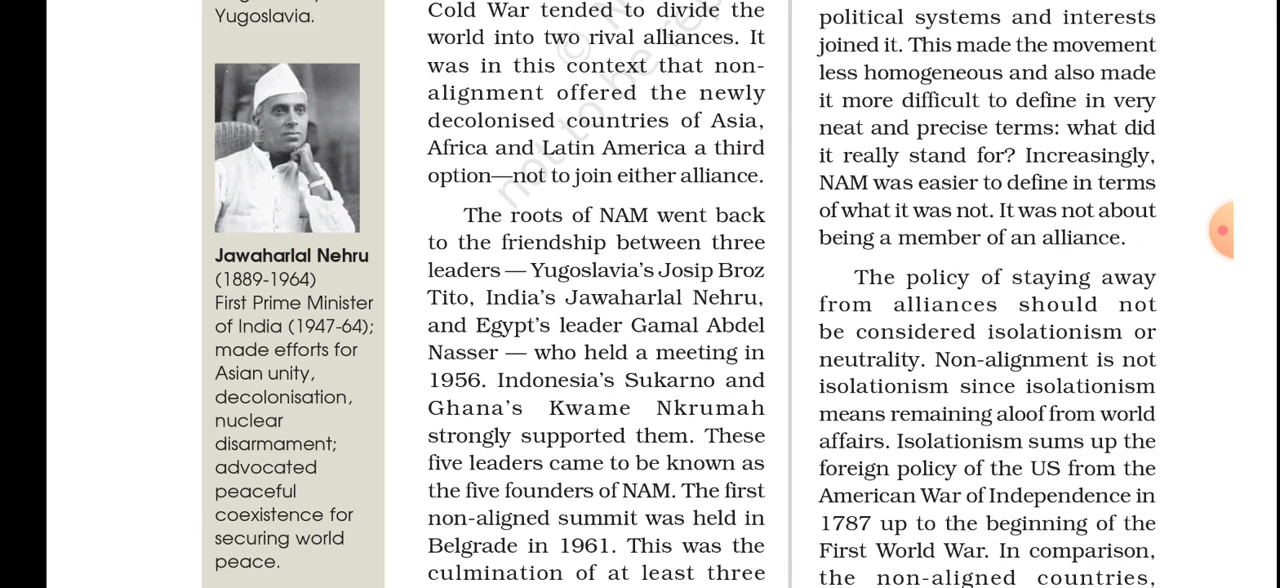 Yugoslavia.
Jawaharlal Nehru
(1889-1964)
First Prime Minister
of India (1947-64);
made efforts for
Asian unity,
decolonisation,
nuclear
disarmament;
advocated
peaceful
coexistence for
securing world
peace.
Cold War tended to divide the
world into two rival alliances. It
was in this context that non-
alignment offered the newly
decolonised countries of Asia,
Africa and Latin America a third
option—not to join either alliance.
The roots of NAM went back
to the friendship between three
leaders — Yugoslavia's Josip Broz
Tito, India's Jawaharlal Nehru,
and Egypt's leader Gamal Abdel
Nasser — who held a meeting in
1956. Indonesia's Sukarno and
Ghana's Kwame Nkrumah
strongly supported them. These
five leaders came to be known as
the five founders of NAM. The first
non-aligned summit was held in
Belgrade in 1961. This was the
culmination of at least three
political systems and interests
joined it. This made the movement
less homogeneous and also made
it more difficult to define in very
neat and precise terms: what did
it really stand for? Increasingly,
NAM was easier to define in terms
of what it was not. It was not about
being a member of an alliance.
The policy of staying away
from alliances should not
be considered isolationism or
neutrality. Non-alignment is not
isolationism since isolationism
means remaining aloof from world
affairs. Isolationism sums up the
foreign policy of the US from the
American War of Independence in
1787 up to the beginning of the
First World War. In comparison,
the non-aligned countries,
not to be